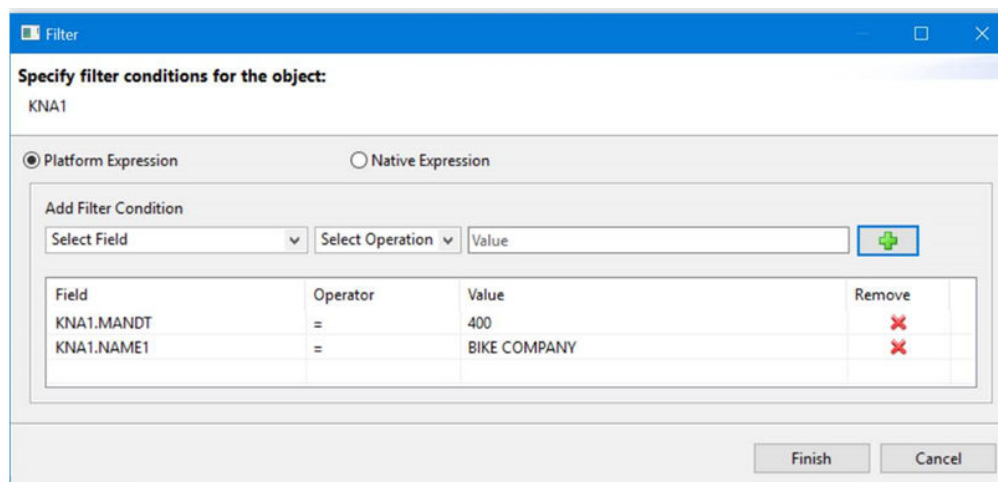 Filter
Specify filter conditions for the object:
KNA1
Platform Expression Native Expression
Add Filter Condition
Select Field Select Operation Value
Field Operator Value Remove
KNA1.MANDT = 400
KNA1.NAME1 = BIKE COMPANY
Finish Cancel